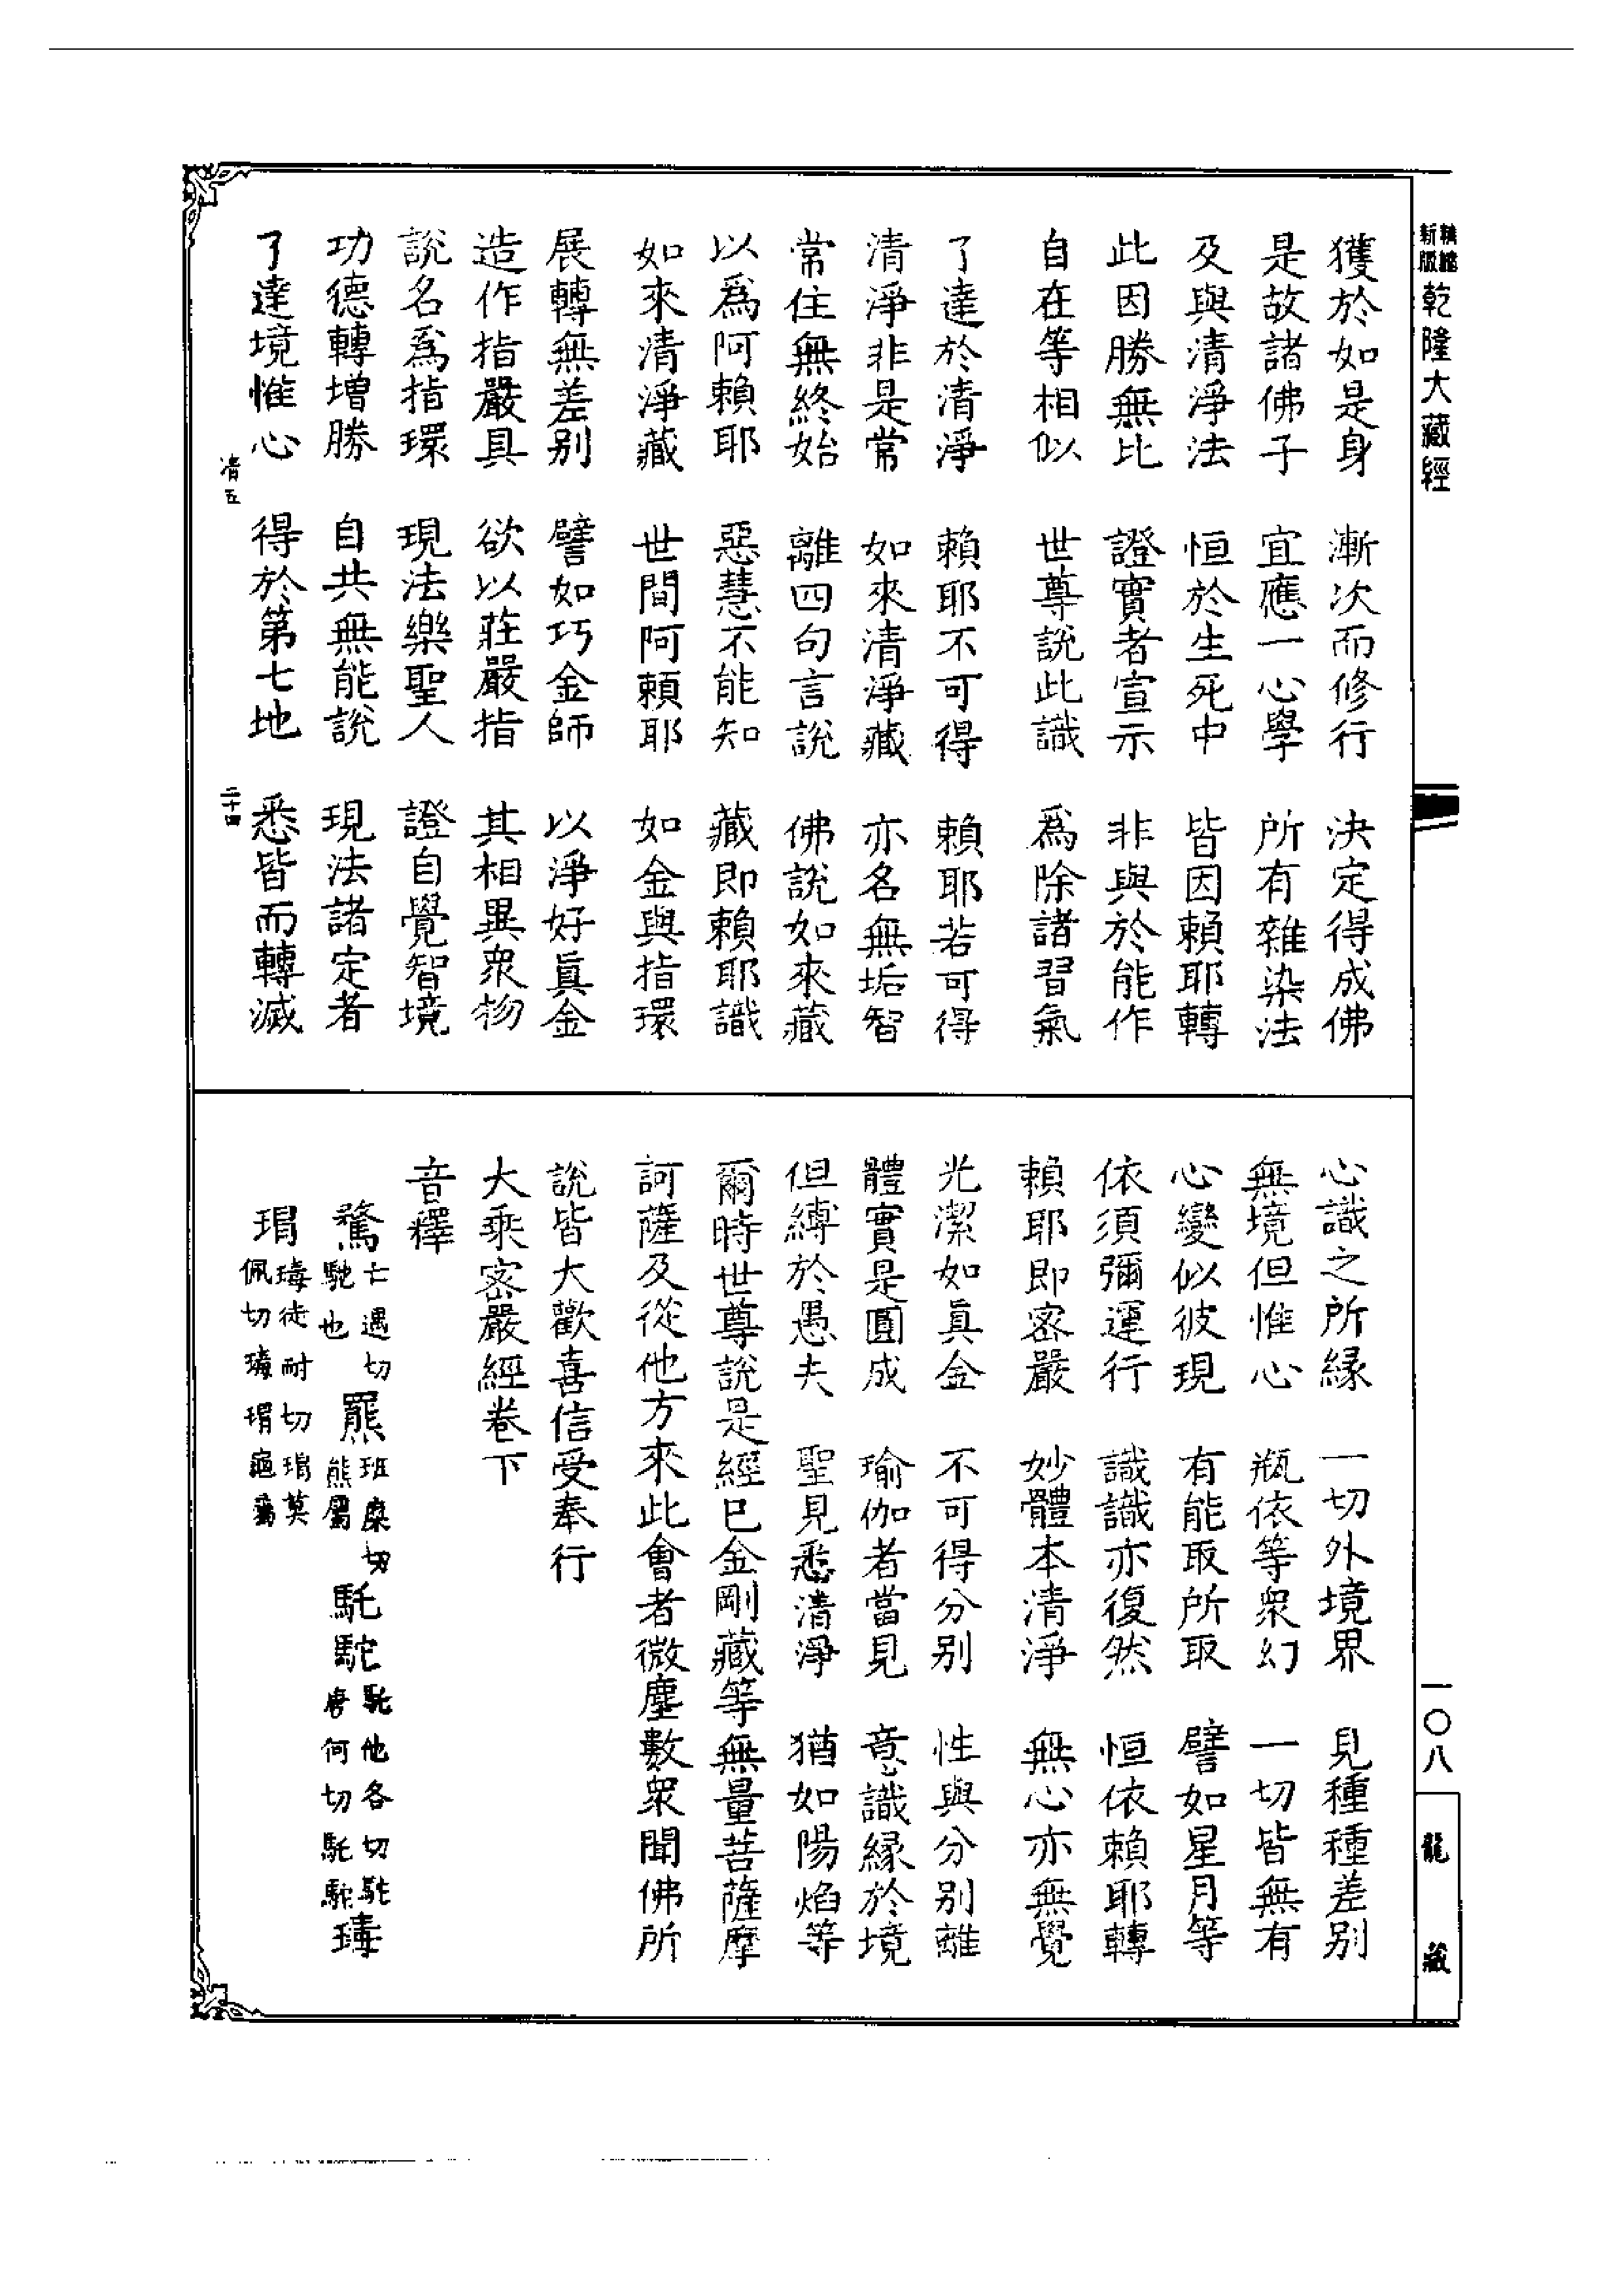 新版
乾隆大藏經
獲於如是身　漸次而修行　決定得成佛
是故諸佛子　宜應一心學　所有雜染法
及與清淨法　恒於生死中　皆因賴耶轉
此因勝無比　證實者宣示　非與於能作
自在等相似　世尊說此識　為除諸習氣
了達於清淨　賴耶不可得　賴耶若可得
清淨非是常　如來清淨藏　亦名無垢智
常住無終始　離四句言說　佛說如來藏
以為阿賴耶　惡慧不能知　藏即賴耶識
如來清淨藏　世間阿賴耶　如金與指環
展轉無差别　譬如巧金師　以淨好真金
造作指嚴具　欲以莊嚴指　其相異衆物
說名為指環　現法樂聖人　證自覺智境
功德轉增勝　自共無能說　現法諸定者
了達境惟心　得於第七地　悉皆而轉滅
二十四
心識之所緣　一切外境界　見種種差别
無境但惟心　瓶依等衆幻　一切皆無有
心變似彼現　有能取所取　譬如星月等
依須彌運行　識識亦復然　恒依賴耶轉
賴耶即密嚴　妙體本清淨　無心亦無覺
光潔如真金　不可得分别　性與分别離
體實是圓成　瑜伽者當見　意識緣於境
但縛於愚夫　聖見悉清淨　猶如陽焰等
爾時世尊說是經已金剛藏等無量菩薩摩
訶薩及從他方來此會者微塵數衆聞佛所
說皆大歡喜信受奉行
大乘密嚴經卷下
音釋
騖亡遇切馳也　羆班糜切熊屬　馲駝馲他各切駝唐何切馲駝　瑇
瑁瑇徒耐切瑁莫佩切瑇瑁龜屬
一〇八
龍藏